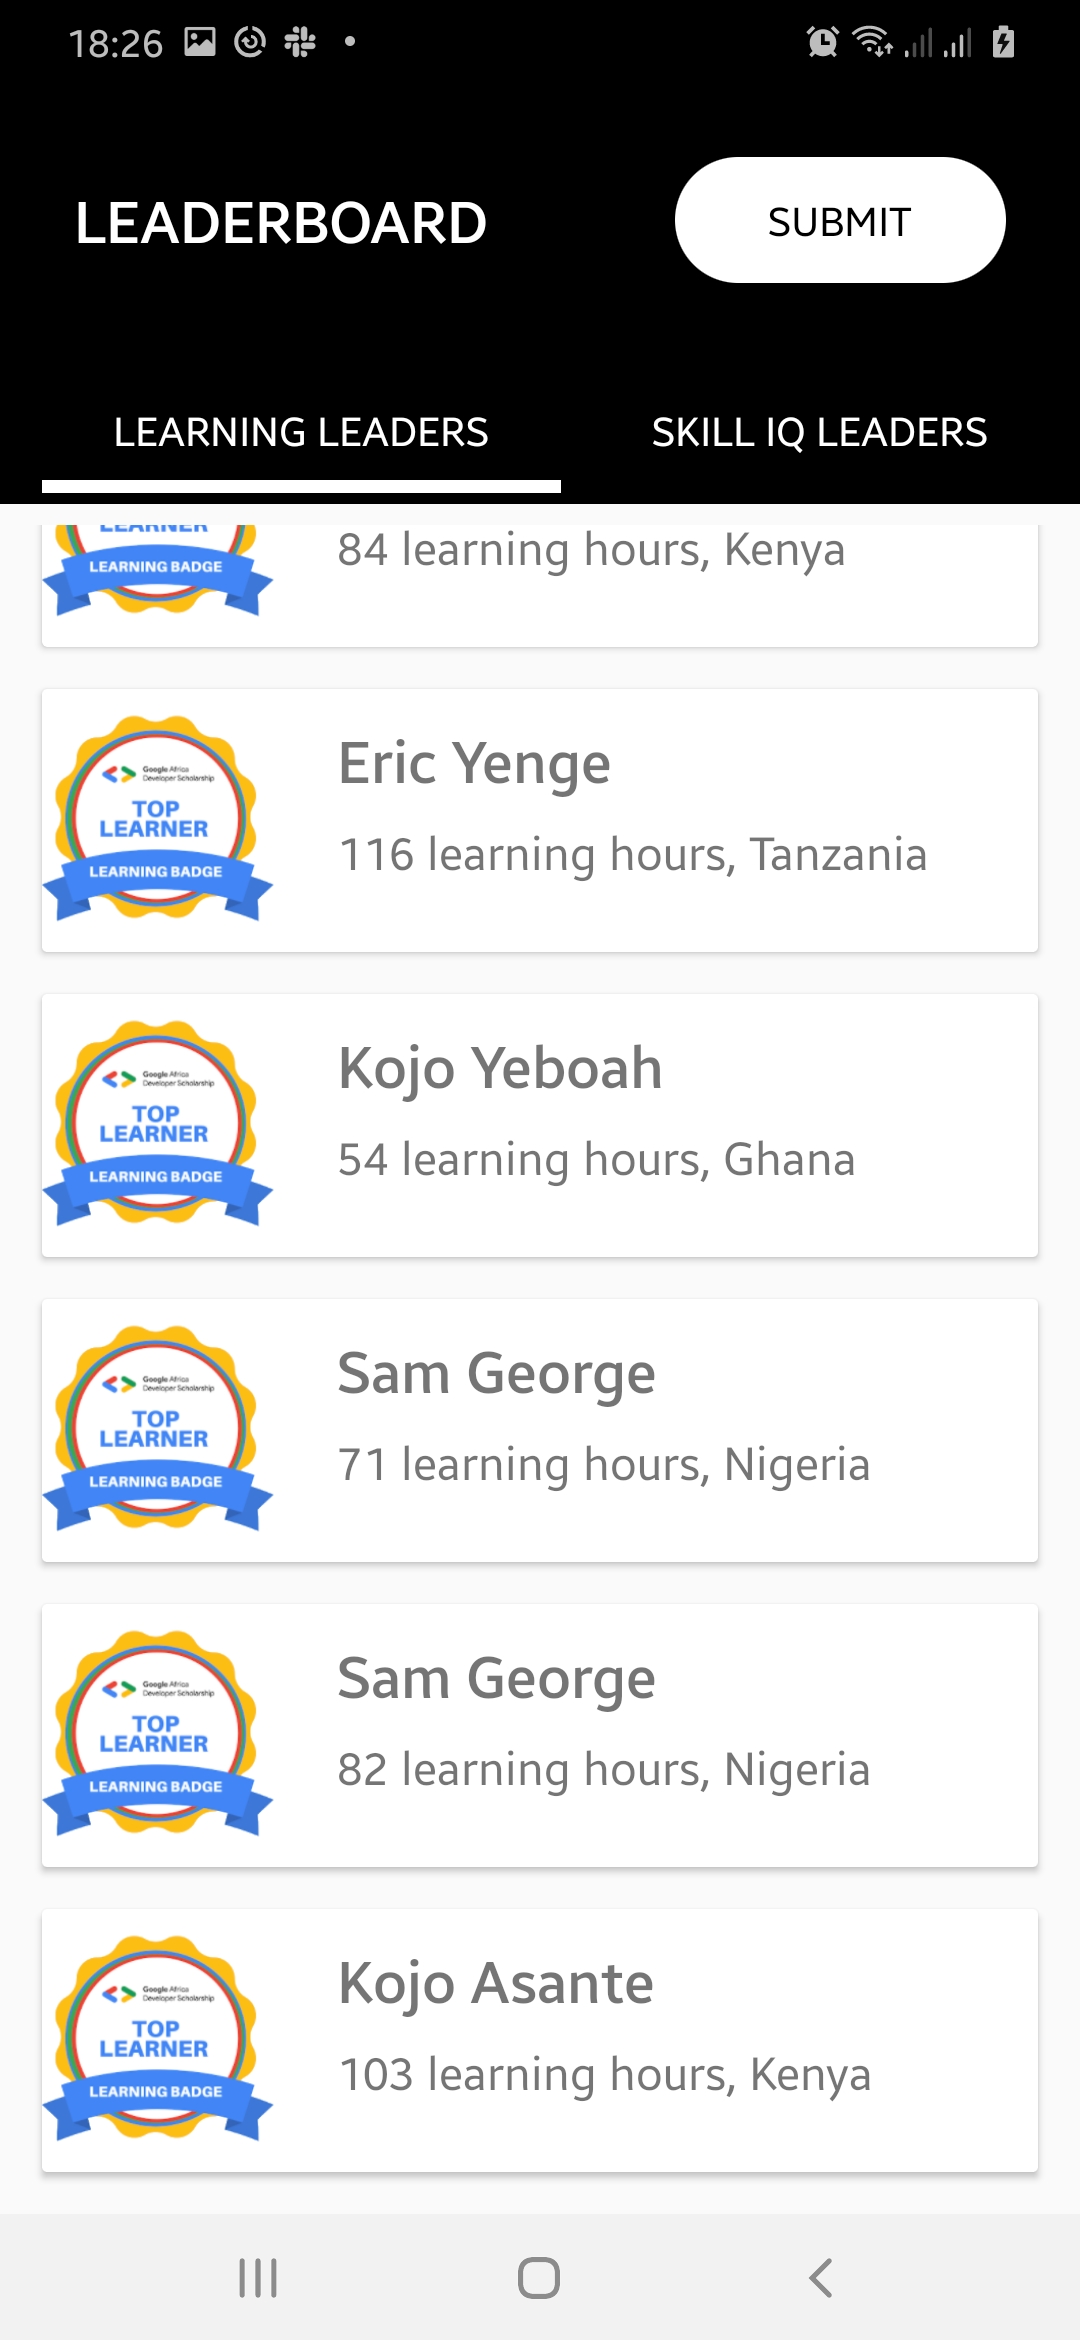 18:26
LEADERBOARD
SUBMIT
LEARNING LEADERS
SKILL IQ LEADERS
LEARNER
LEARNING BADGE
84 learning hours, Kenya
Google Africa
Developer Scholarship
TOP
LEARNER
LEARNING BADGE
Eric Yenge
116 learning hours, Tanzania
Google Africa
Developer Scholarship
TOP
LEARNER
LEARNING BADGE
Kojo Yeboah
54 learning hours, Ghana
Google Africa
Developer Scholarship
TOP
LEARNER
LEARNING BADGE
Sam George
71 learning hours, Nigeria
Google Africa
Developer Scholarship
TOP
LEARNER
LEARNING BADGE
Sam George
82 learning hours, Nigeria
Google Africa
Developer Scholarship
TOP
LEARNER
LEARNING BADGE
Kojo Asante
103 learning hours, Kenya